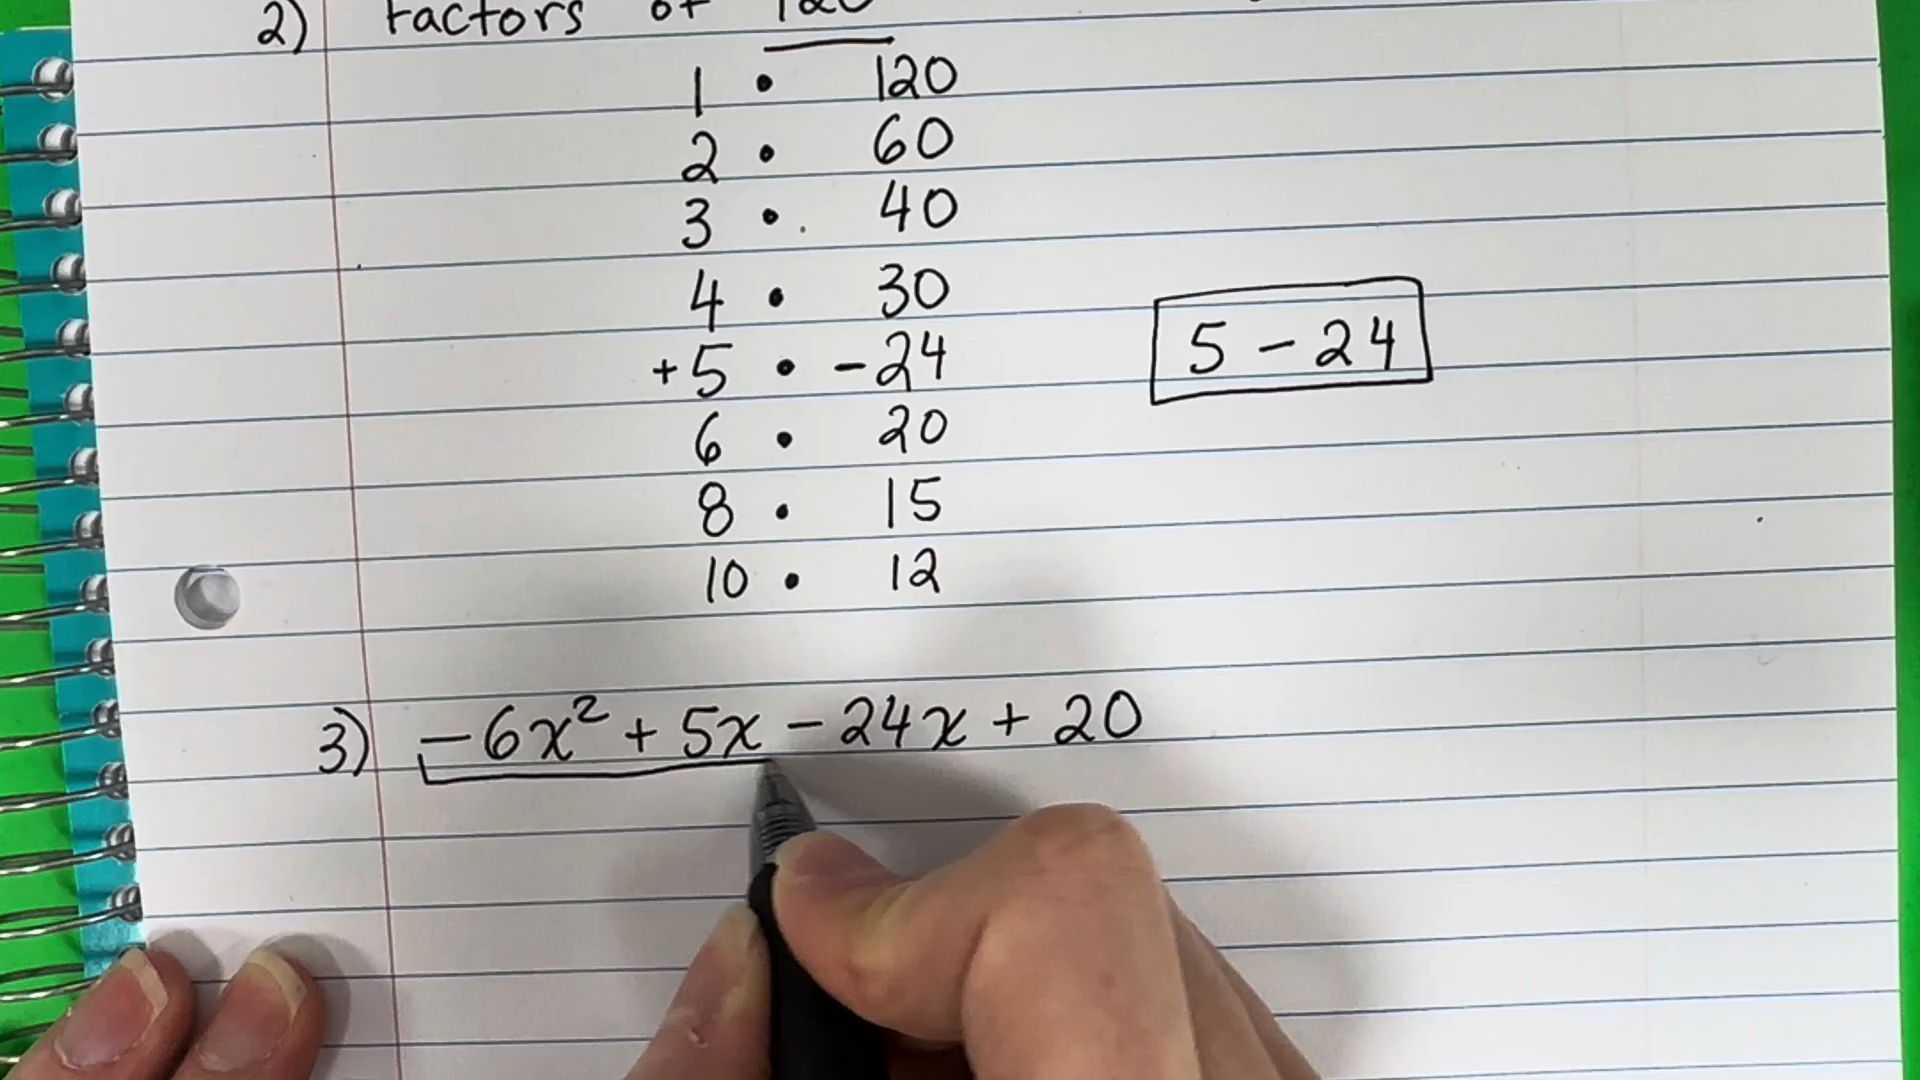 2) Factors of 120
1 • 120
2 • 60
3 • 40
4 • 30
+5 • -24
5 - 24
6 • 20
8 • 15
10 • 12
3) -6x² + 5x - 24x + 20